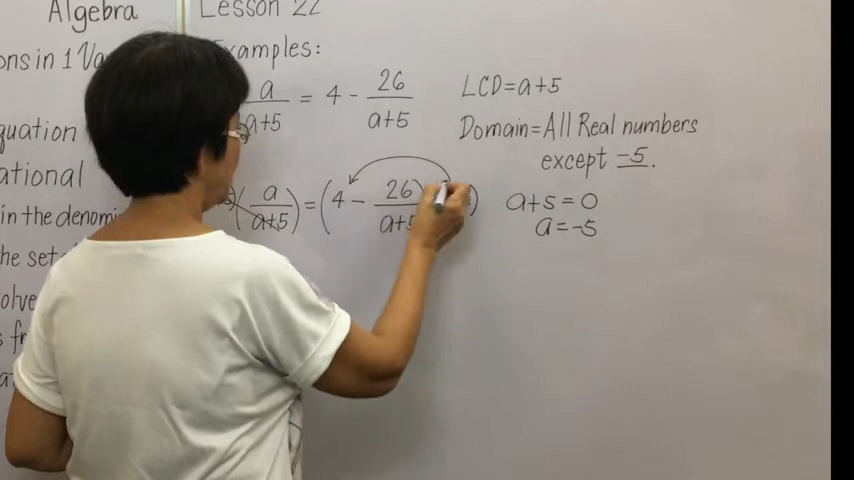 Algebra
ons in 1 Va
quation
ational
in the denomi
he set
olve
Lesson 22
Examples:
a/a+5 = 4 - 26/a+5
(a/a+5) = (4 - 26/a+5
LCD=a+5
Domain=All Real numbers
except -5.
a+5=0
a=-5